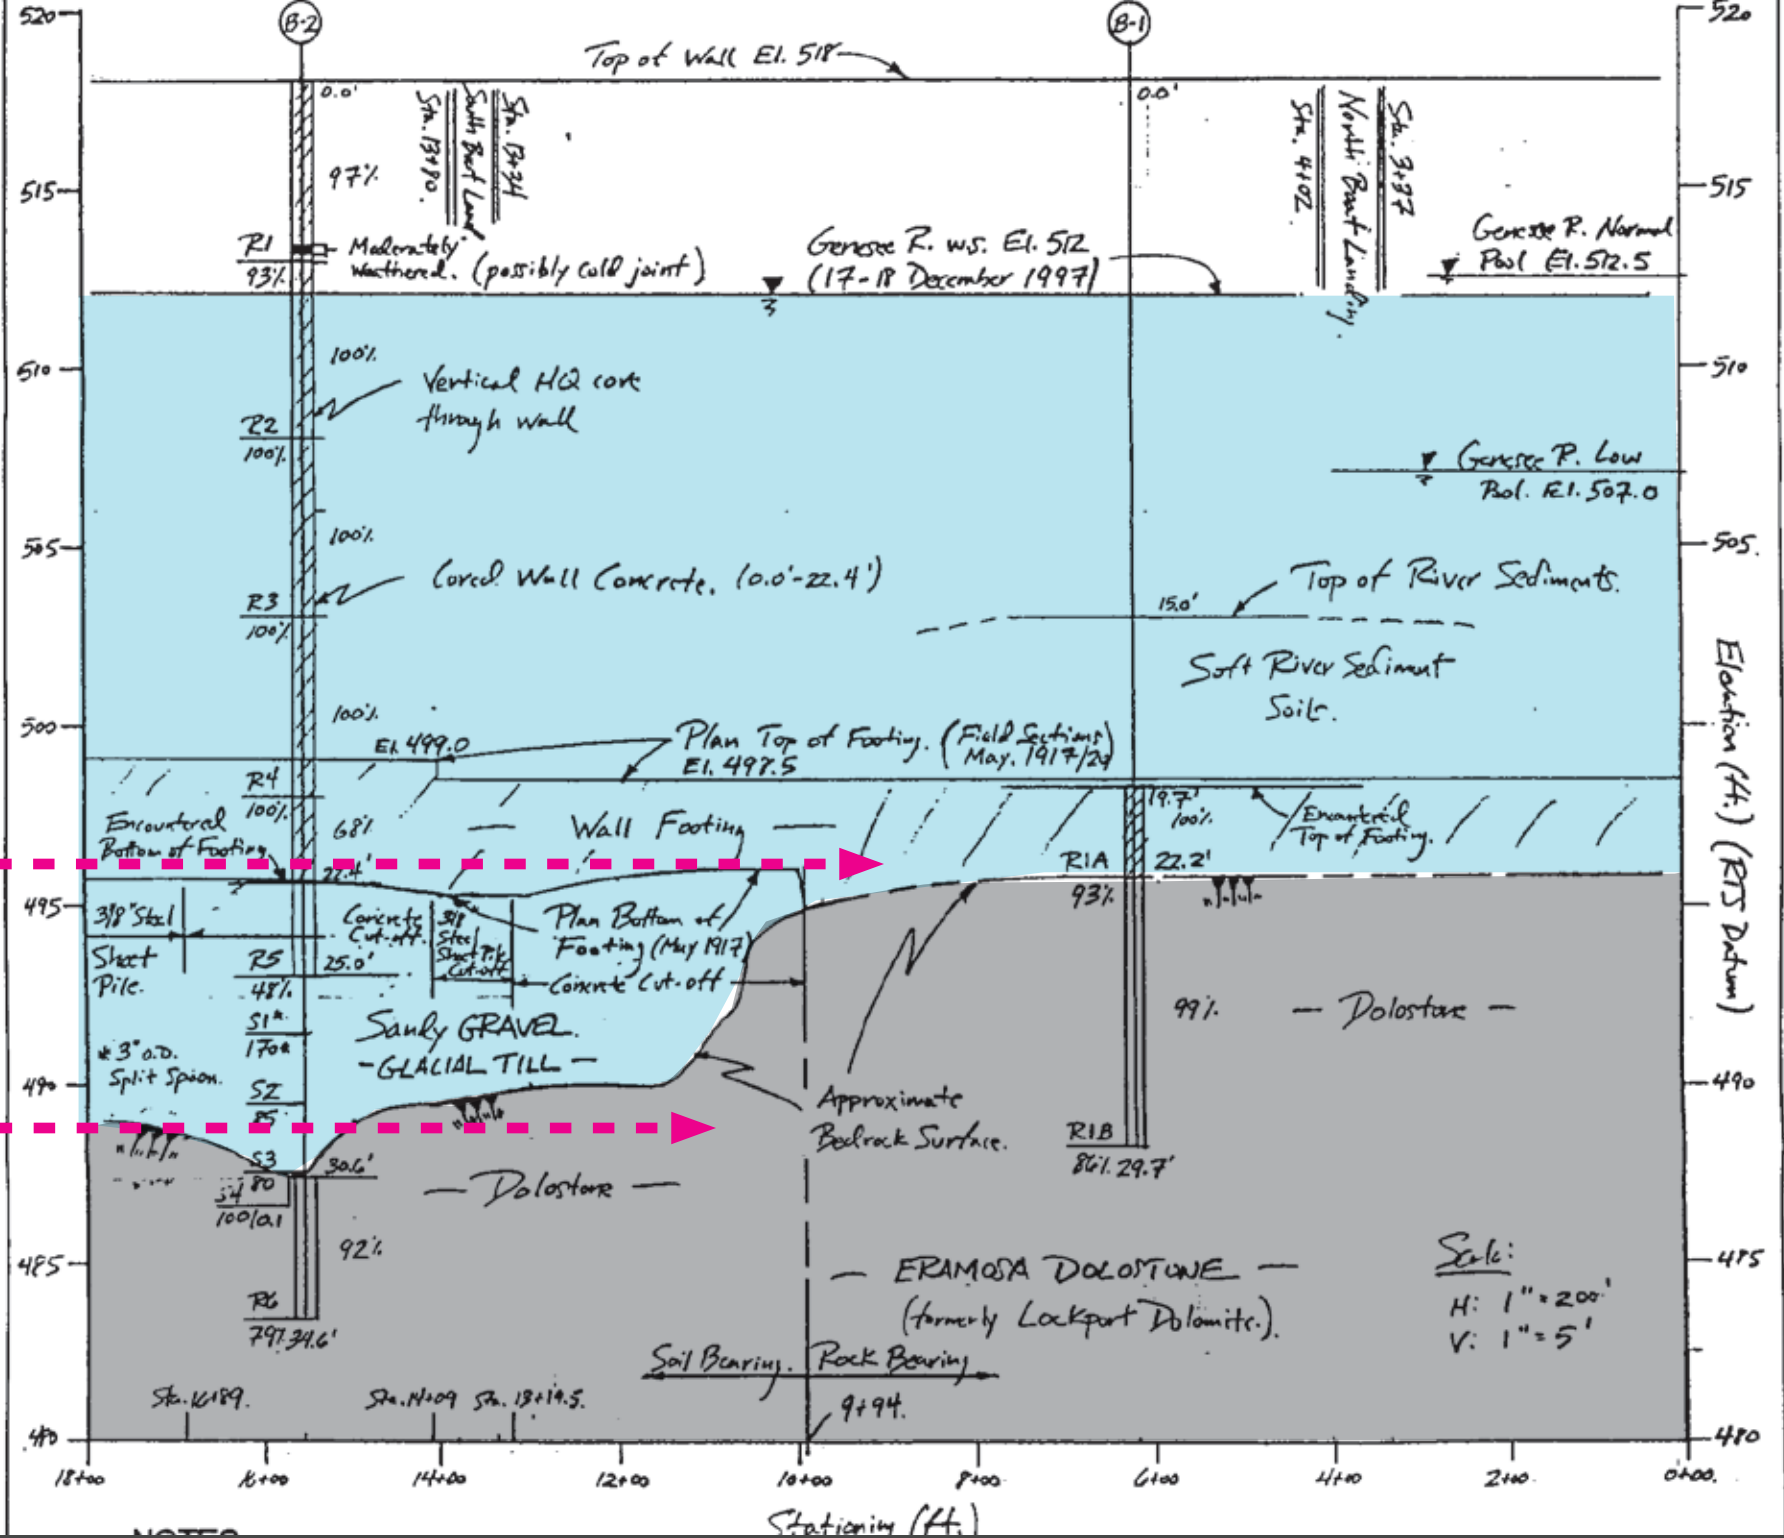 520
B-2
B-1
520
Top of Wall El. 518
0.0'
0.0'
Sta. 13+90.
South Boat Land
Sta. 13+34
Sta. 4+02
North Boat Landing
Sta. 3+37
97%
515
515
R1
93%
Moderately
Weathered. (possibly cold joint)
Genesee R. w.s. El. 512
(17-18 December 1997)
Genesee R. Normal
Pool El. 512.5
100%
510
510
Vertical HQ core
through wall
R2
100%
Genesee R. Low
Pool. El. 507.0
505
100%
505.
Cored Wall Concrete. (0.0'-22.4')
R3
100%
15.0'
Top of River Sediments.
Soft River Sediment
Soils.
Elevation (ft.) (RTS Datum)
500
100%
El. 499.0
Plan Top of Footing. (Field Sections)
El. 498.5
R4
100%
68%
19.7'
100%
Encountered
Top of Footing.
Encountered
Bottom of Footing
Wall Footing
22.4'
R1A
93%
22.2'
495
3/8" Steel
Sheet
Pile.
Concrete
Cut-off.
3/8
Steel
Sheet Pile
Cut-off
Plan Bottom of
Footing (May 1917)
Concrete Cut-off
R5
48%
25.0'
S1*
170*
Sandy GRAVEL.
-GLACIAL TILL-
99%
Dolostone
* 3" o.D.
Split Spoon.
490
490
S2
85
Approximate
Bedrock Surface.
R1B
86% 29.7'
S3
80
30.6'
S4
100/0.1
Dolostone
92%
485
485
R6
79% 34.6'
ERAMOSA DOLOSTONE
(formerly Lockport Dolomite.)
Scale:
H: 1" = 200'
V: 1" = 5'
Soil Bearing. Rock Bearing
Sta. 16+89.
Sta. 14+09
Sta. 13+19.5.
9+94.
480
480
18+00
16+00
14+00
12+00
10+00
8+00
6+00
4+00
2+00
0+00.
Stationing (ft.)
NOTES